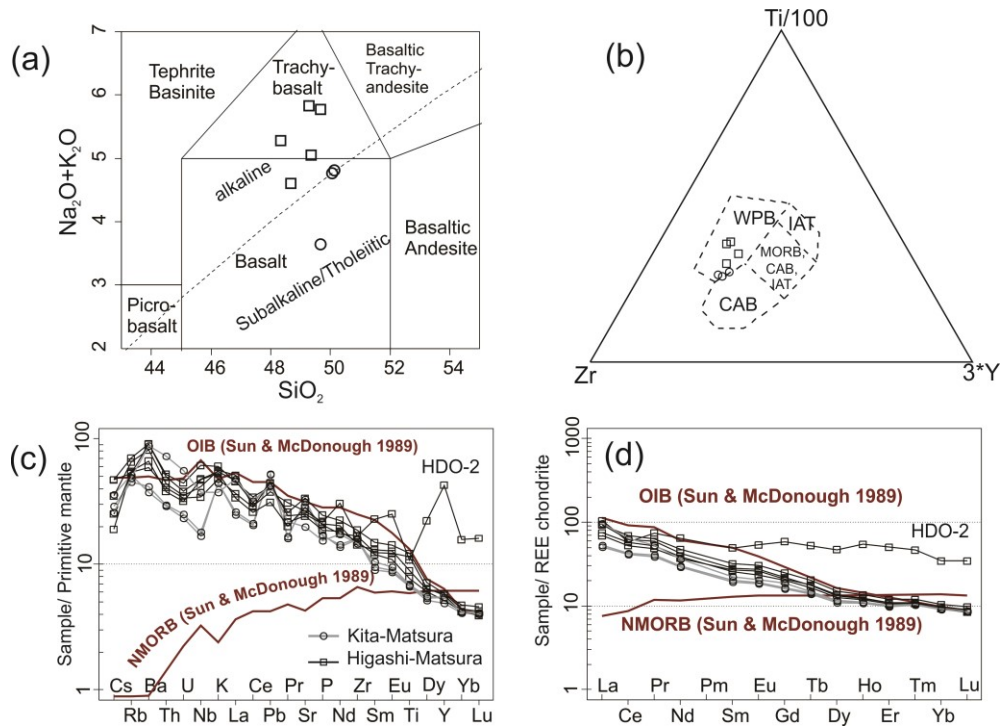 (a)
7
6
5
4
3
2
Na2O+K2O
Tephrite
Basinite
Trachy-
basalt
Basaltic
Trachy-
andesite
alkaline
Basalt
Subalkaline/Tholeiitic
Basaltic
Andesite
Picro-
basalt
44 46 48 50 52 54
SiO2
(b)
Ti/100
WPB
IAT
MORB,
CAB,
IAT
CAB
Zr
3*Y
(c)
Sample/ Primitive mantle
100
10
1
OIB (Sun & McDonough 1989)
HDO-2
NMORB (Sun & McDonough 1989)
Kita-Matsura
Higashi-Matsura
Cs Ba U K Ce Pr P Zr Eu Dy Yb
Rb Th Nb La Pb Sr Nd Sm Ti Y Lu
(d)
Sample/ REE chondrite
1000
100
10
1
OIB (Sun & McDonough 1989)
HDO-2
NMORB (Sun & McDonough 1989)
La Pr Pm Eu Tb Ho Tm Lu
Ce Nd Sm Gd Dy Er Yb